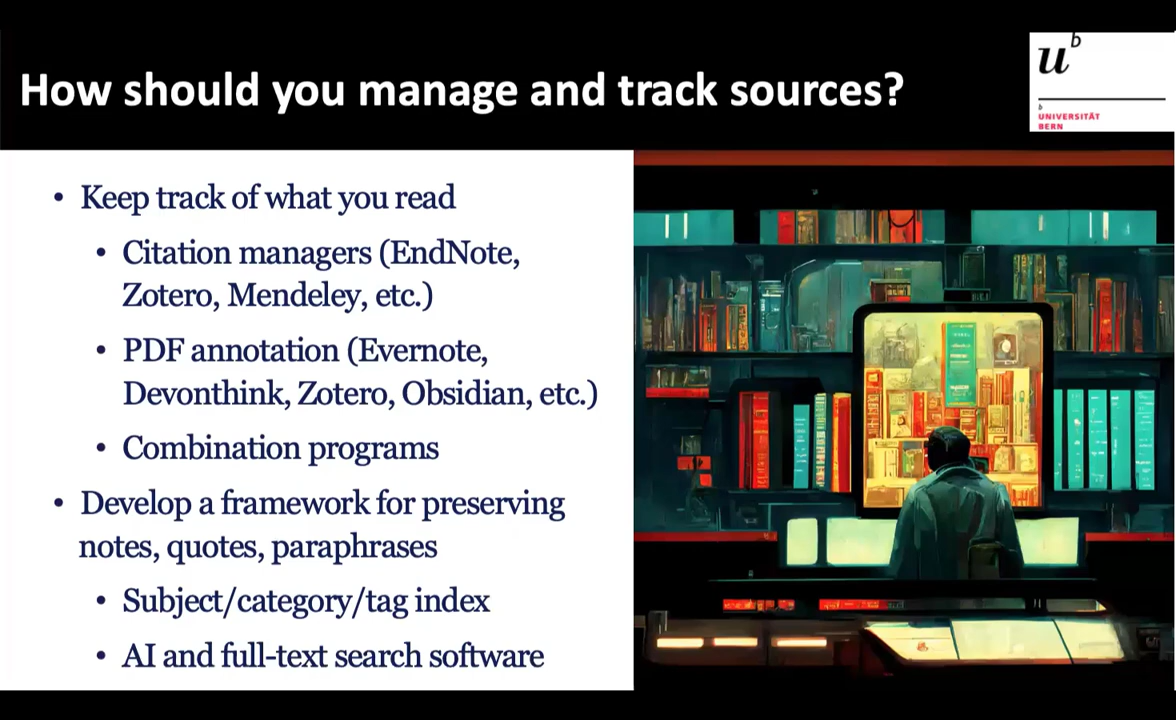 How should you manage and track sources?
u
b
b
UNIVERSITÄT
BERN
• Keep track of what you read
• Citation managers (EndNote,
Zotero, Mendeley, etc.)
• PDF annotation (Evernote,
Devonthink, Zotero, Obsidian, etc.)
• Combination programs
• Develop a framework for preserving
notes, quotes, paraphrases
• Subject/category/tag index
• AI and full-text search software